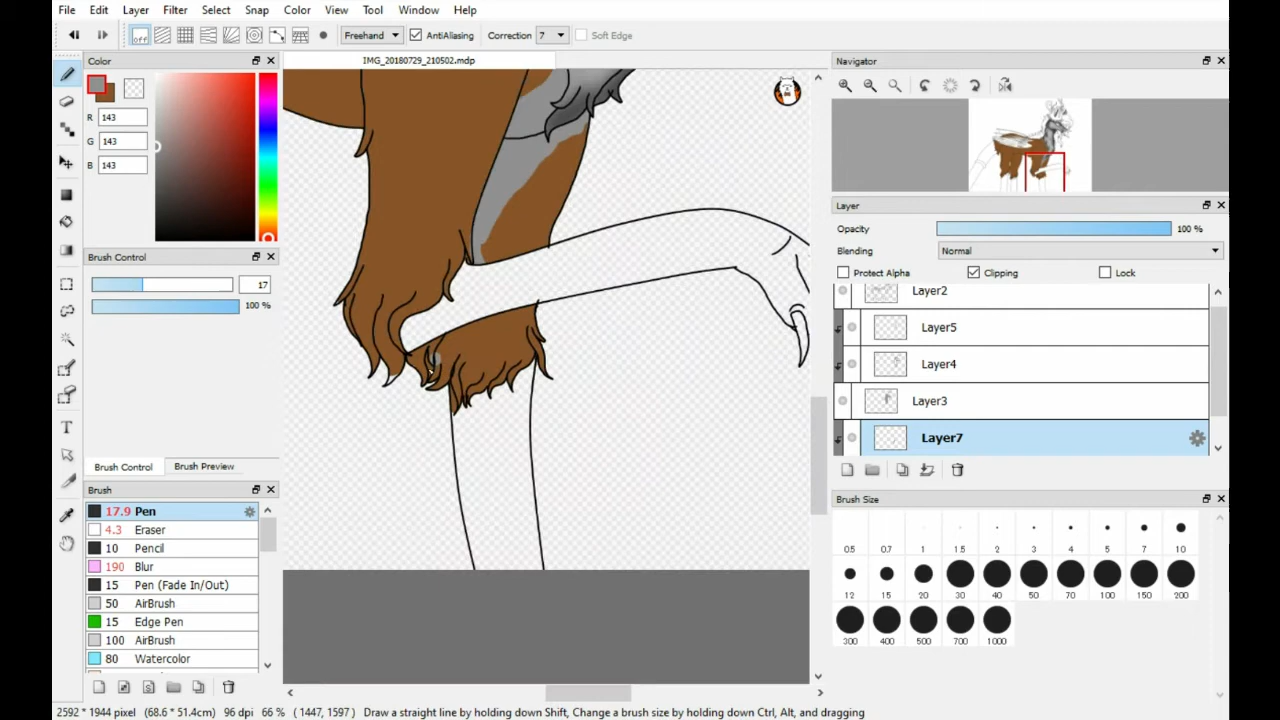 File Edit Layer Filter Select Snap Color View Tool Window Help
off Freehand AntiAliasing Correction 7 Soft Edge
Color
R 143
G 143
B 143
Brush Control
17
100 %
Brush Control Brush Preview
Brush
17.9 Pen
4.3 Eraser
10 Pencil
190 Blur
15 Pen (Fade In/Out)
50 AirBrush
15 Edge Pen
100 AirBrush
80 Watercolor
IMG_20180729_210502.mdp
Navigator
Layer
Opacity 100 %
Blending Normal
Protect Alpha Clipping Lock
Layer2
Layer5
Layer4
Layer3
Layer7
Brush Size
0.5 0.7 1 1.5 2 3 4 5 7 10
12 15 20 30 40 50 70 100 150 200
300 400 500 700 1000
2592 * 1944 pixel (68.6 * 51.4cm) 96 dpi 66 % ( 1447, 1597) Draw a straight line by holding down Shift, Change a brush size by holding down Ctrl, Alt, and dragging